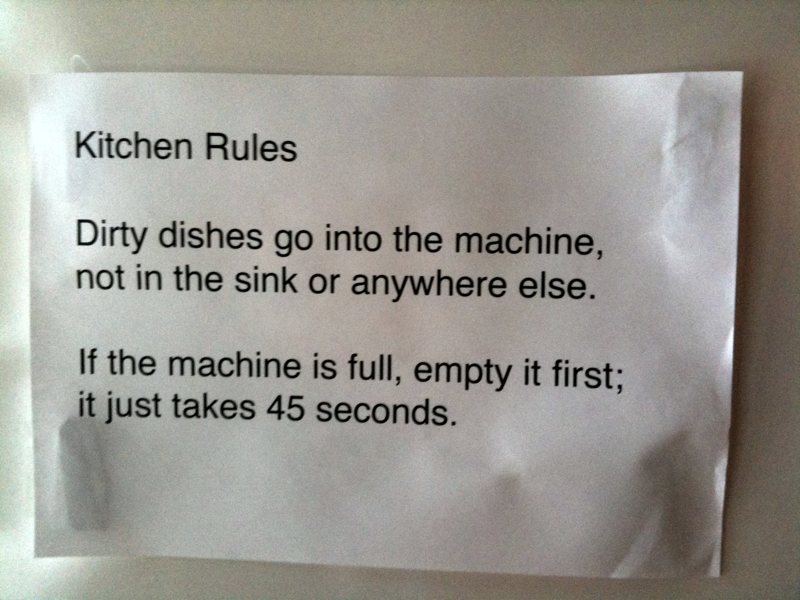 Kitchen Rules
Dirty dishes go into the machine,
not in the sink or anywhere else.
If the machine is full, empty it first;
it just takes 45 seconds.